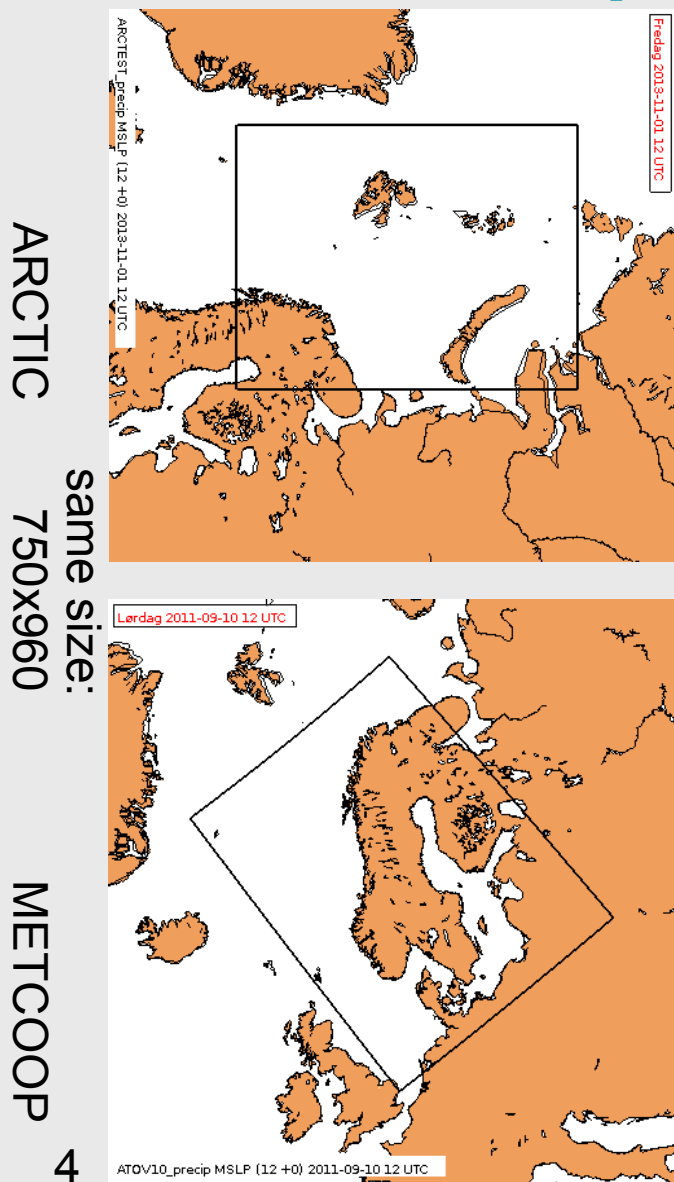 Fredag 2013-11-01 12 UTC
ARCTEST_precip MSLP (12 +0) 2013-11-01 12 UTC
Lørdag 2011-09-10 12 UTC
ATOV10_precip MSLP (12 +0) 2011-09-10 12 UTC
same size:
ARCTIC 750x960 METCOOP
4